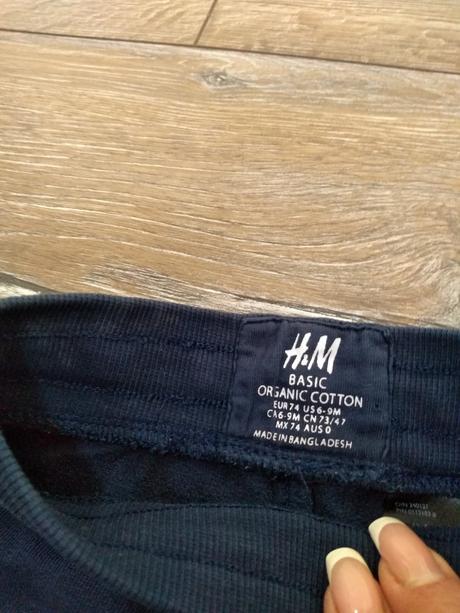 H&M
BASIC
ORGANIC COTTON
EUR 74 US 6-9M
CA 6-9M CN 73/47
MX 74 AUS 0
MADE IN BANGLADESH